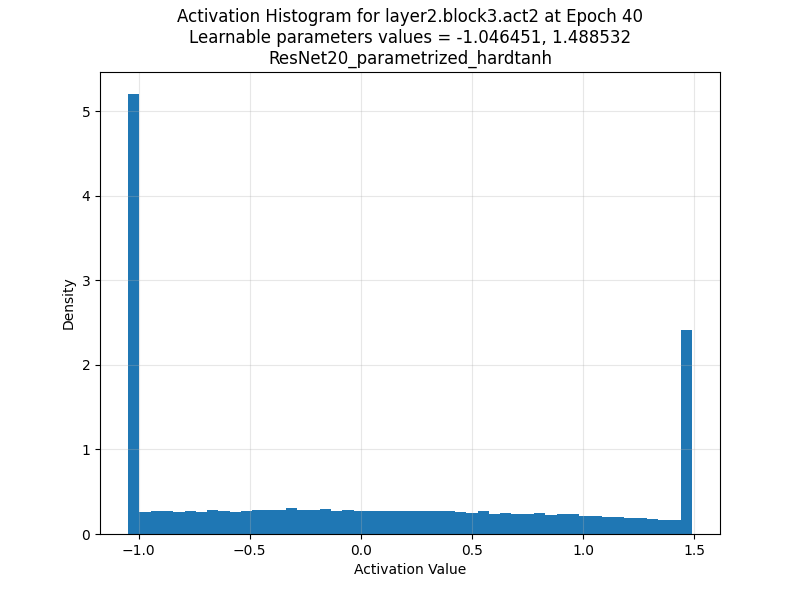 Activation Histogram for layer2.block3.act2 at Epoch 40
Learnable parameters values = -1.046451, 1.488532
ResNet20_parametrized_hardtanh
5
4
3
2
1
0
Density
−1.0 −0.5 0.0 0.5 1.0 1.5
Activation Value